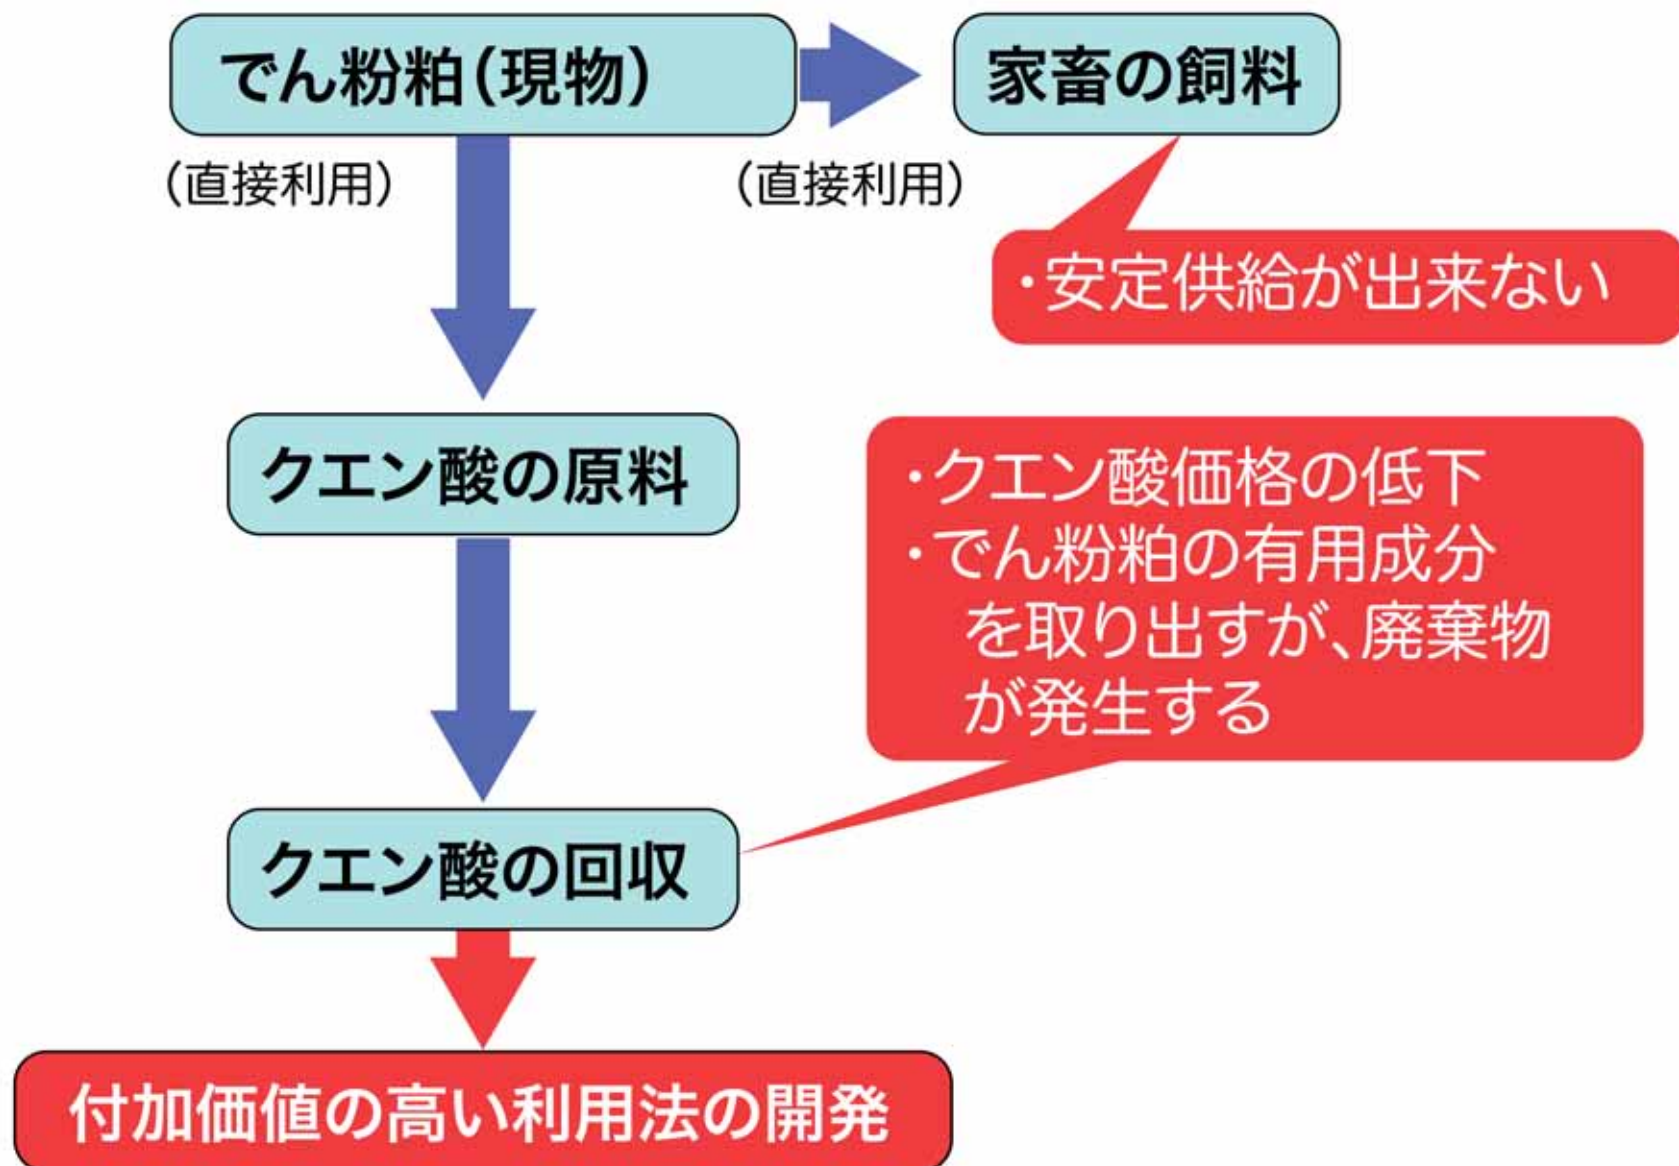 でん粉粕（現物）
家畜の飼料
（直接利用）
（直接利用）
・安定供給が出来ない
クエン酸の原料
・クエン酸価格の低下
・でん粉粕の有用成分
を取り出すが、廃棄物
が発生する
クエン酸の回収
付加価値の高い利用法の開発